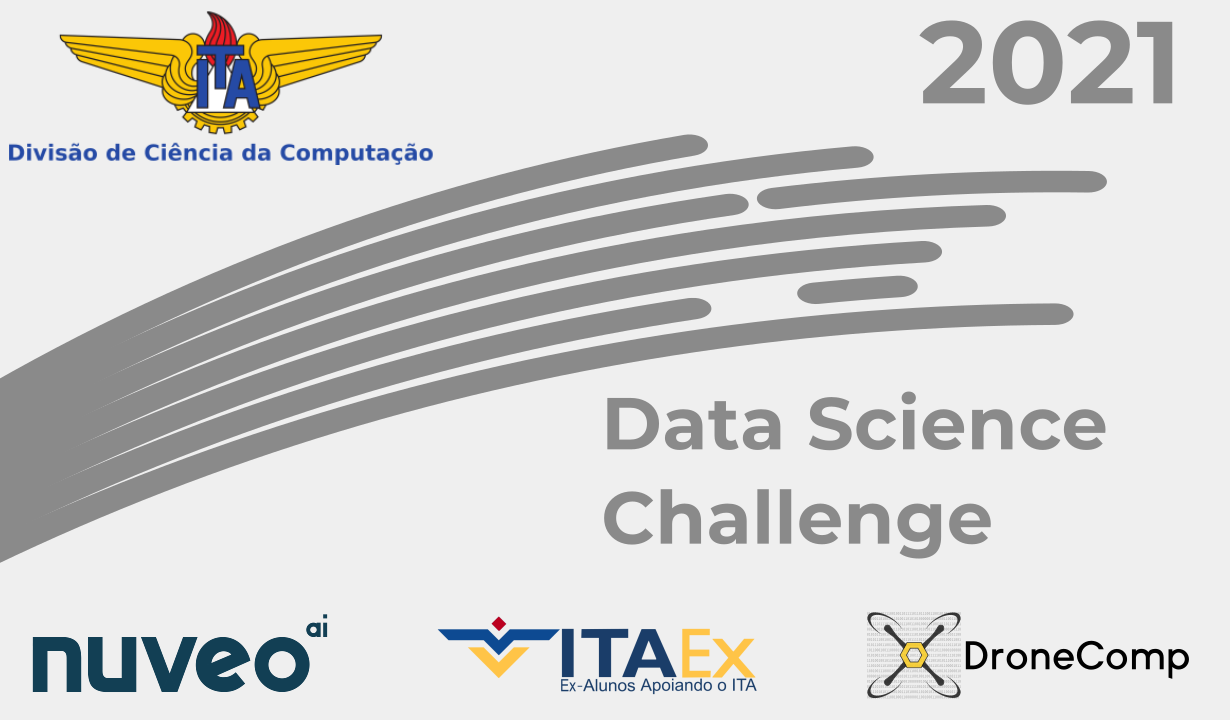 ITA
2021
Divisão de Ciência da Computação
Data Science
Challenge
nuveo ai
ITAEx
Ex-Alunos Apoiando o ITA
DroneComp